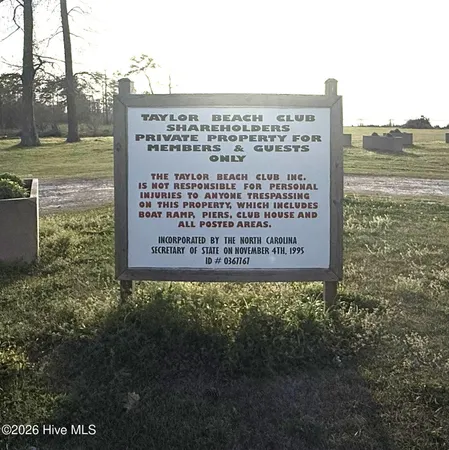 TAYLOR BEACH CLUB
SHAREHOLDERS
PRIVATE PROPERTY FOR
MEMBERS & GUESTS
ONLY
THE TAYLOR BEACH CLUB INC.
IS NOT RESPONSIBLE FOR PERSONAL
INJURIES TO ANYONE TRESPASSING
ON THIS PROPERTY, WHICH INCLUDES
BOAT RAMP, PIERS, CLUB HOUSE AND
ALL POSTED AREAS.
INCORPORATED BY THE NORTH CAROLINA
SECRETARY OF STATE ON NOVEMBER 4TH, 1995
ID # 0367767
©2026 Hive MLS